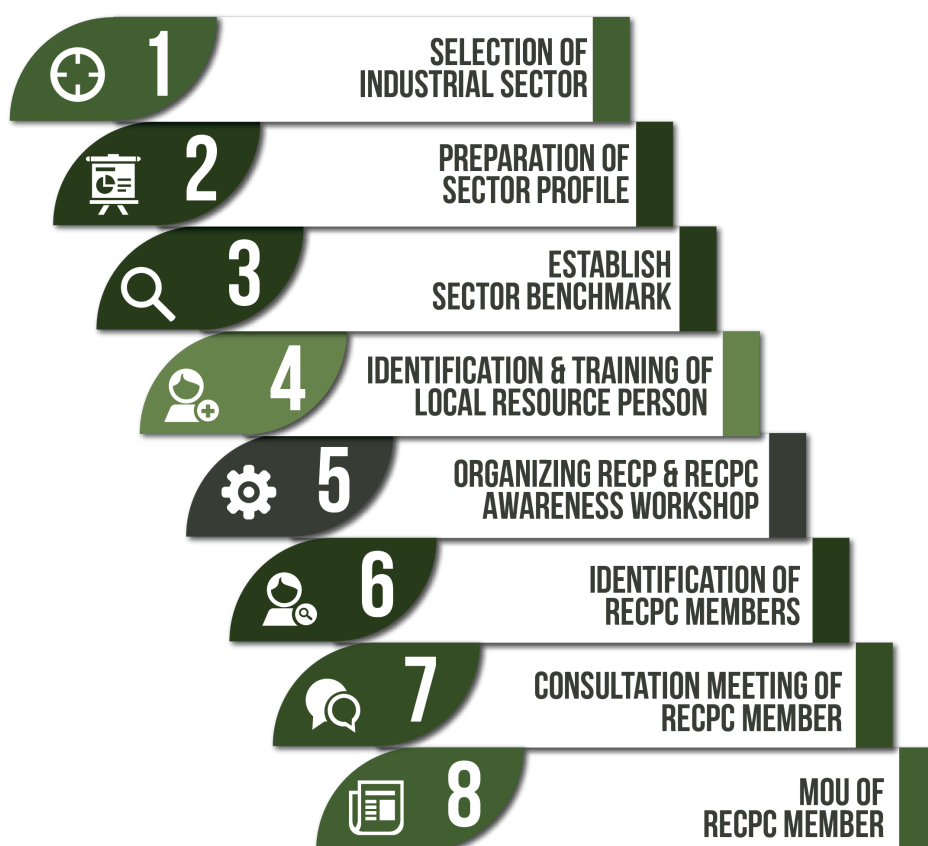 1
SELECTION OF
INDUSTRIAL SECTOR
2
PREPARATION OF
SECTOR PROFILE
3
ESTABLISH
SECTOR BENCHMARK
4
IDENTIFICATION & TRAINING OF
LOCAL RESOURCE PERSON
5
ORGANIZING RECP & RECPC
AWARENESS WORKSHOP
6
IDENTIFICATION OF
RECPC MEMBERS
7
CONSULTATION MEETING OF
RECPC MEMBER
8
MOU OF
RECPC MEMBER